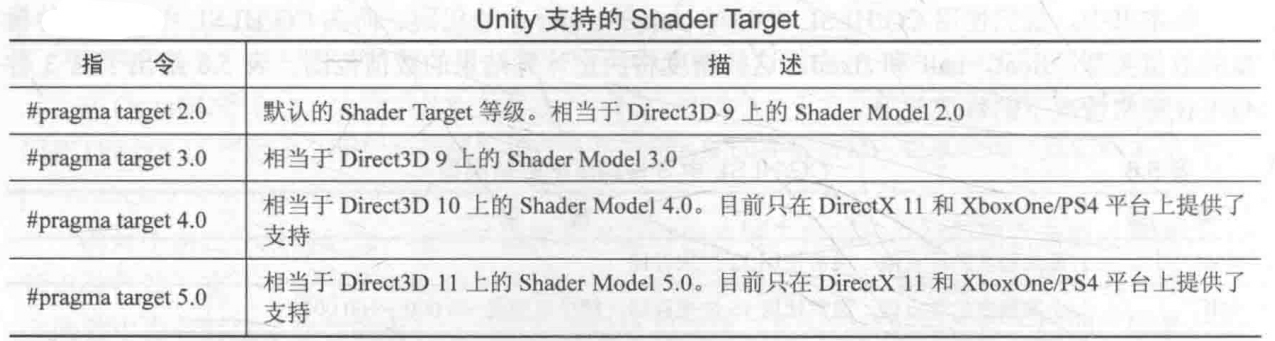 Unity 支持的 Shader Target
指 令 描 述
#pragma target 2.0 默认的 Shader Target 等级。相当于 Direct3D 9 上的 Shader Model 2.0
#pragma target 3.0 相当于 Direct3D 9 上的 Shader Model 3.0
#pragma target 4.0 相当于 Direct3D 10 上的 Shader Model 4.0。目前只在 DirectX 11 和 XboxOne/PS4 平台上提供了
支持
#pragma target 5.0 相当于 Direct3D 11 上的 Shader Model 5.0。目前只在 DirectX 11 和 XboxOne/PS4 平台上提供了
支持